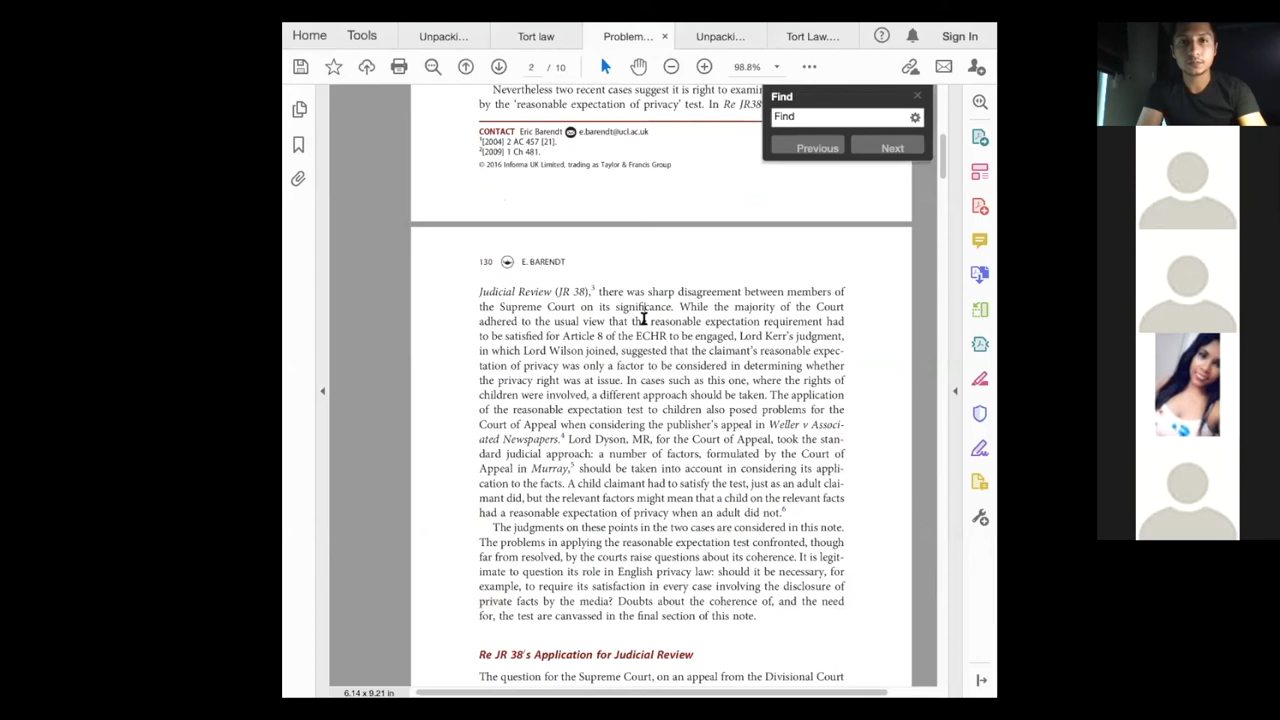 Home
Tools
Unpacki...
Tort law
Problem...
×
Unpacki...
Tort Law....
Sign In
2 / 10
98.8%
Find
Find
Previous
Next
Nevertheless two recent cases suggest it is right to examin
by the ‘reasonable expectation of privacy’ test. In Re JR38
CONTACT Eric Barendt e.barendt@ucl.ac.uk
1[2004] 2 AC 457 [21].
2[2009] 1 Ch 481.
© 2016 Informa UK Limited, trading as Taylor & Francis Group
130 E. BARENDT
Judicial Review (JR 38),3 there was sharp disagreement between members of
the Supreme Court on its significance. While the majority of the Court
adhered to the usual view that the reasonable expectation requirement had
to be satisfied for Article 8 of the ECHR to be engaged, Lord Kerr’s judgment,
in which Lord Wilson joined, suggested that the claimant’s reasonable expec-
tation of privacy was only a factor to be considered in determining whether
the privacy right was at issue. In cases such as this one, where the rights of
children were involved, a different approach should be taken. The application
of the reasonable expectation test to children also posed problems for the
Court of Appeal when considering the publisher’s appeal in Weller v Associ-
ated Newspapers.4 Lord Dyson, MR, for the Court of Appeal, took the stan-
dard judicial approach: a number of factors, formulated by the Court of
Appeal in Murray,5 should be taken into account in considering its appli-
cation to the facts. A child claimant had to satisfy the test, just as an adult clai-
mant did, but the relevant factors might mean that a child on the relevant facts
had a reasonable expectation of privacy when an adult did not.6
The judgments on these points in the two cases are considered in this note.
The problems in applying the reasonable expectation test confronted, though
far from resolved, by the courts raise questions about its coherence. It is legit-
imate to question its role in English privacy law: should it be necessary, for
example, to require its satisfaction in every case involving the disclosure of
private facts by the media? Doubts about the coherence of, and the need
for, the test are canvassed in the final section of this note.
Re JR 38’s Application for Judicial Review
The question for the Supreme Court, on an appeal from the Divisional Court
6.14 x 9.21 in